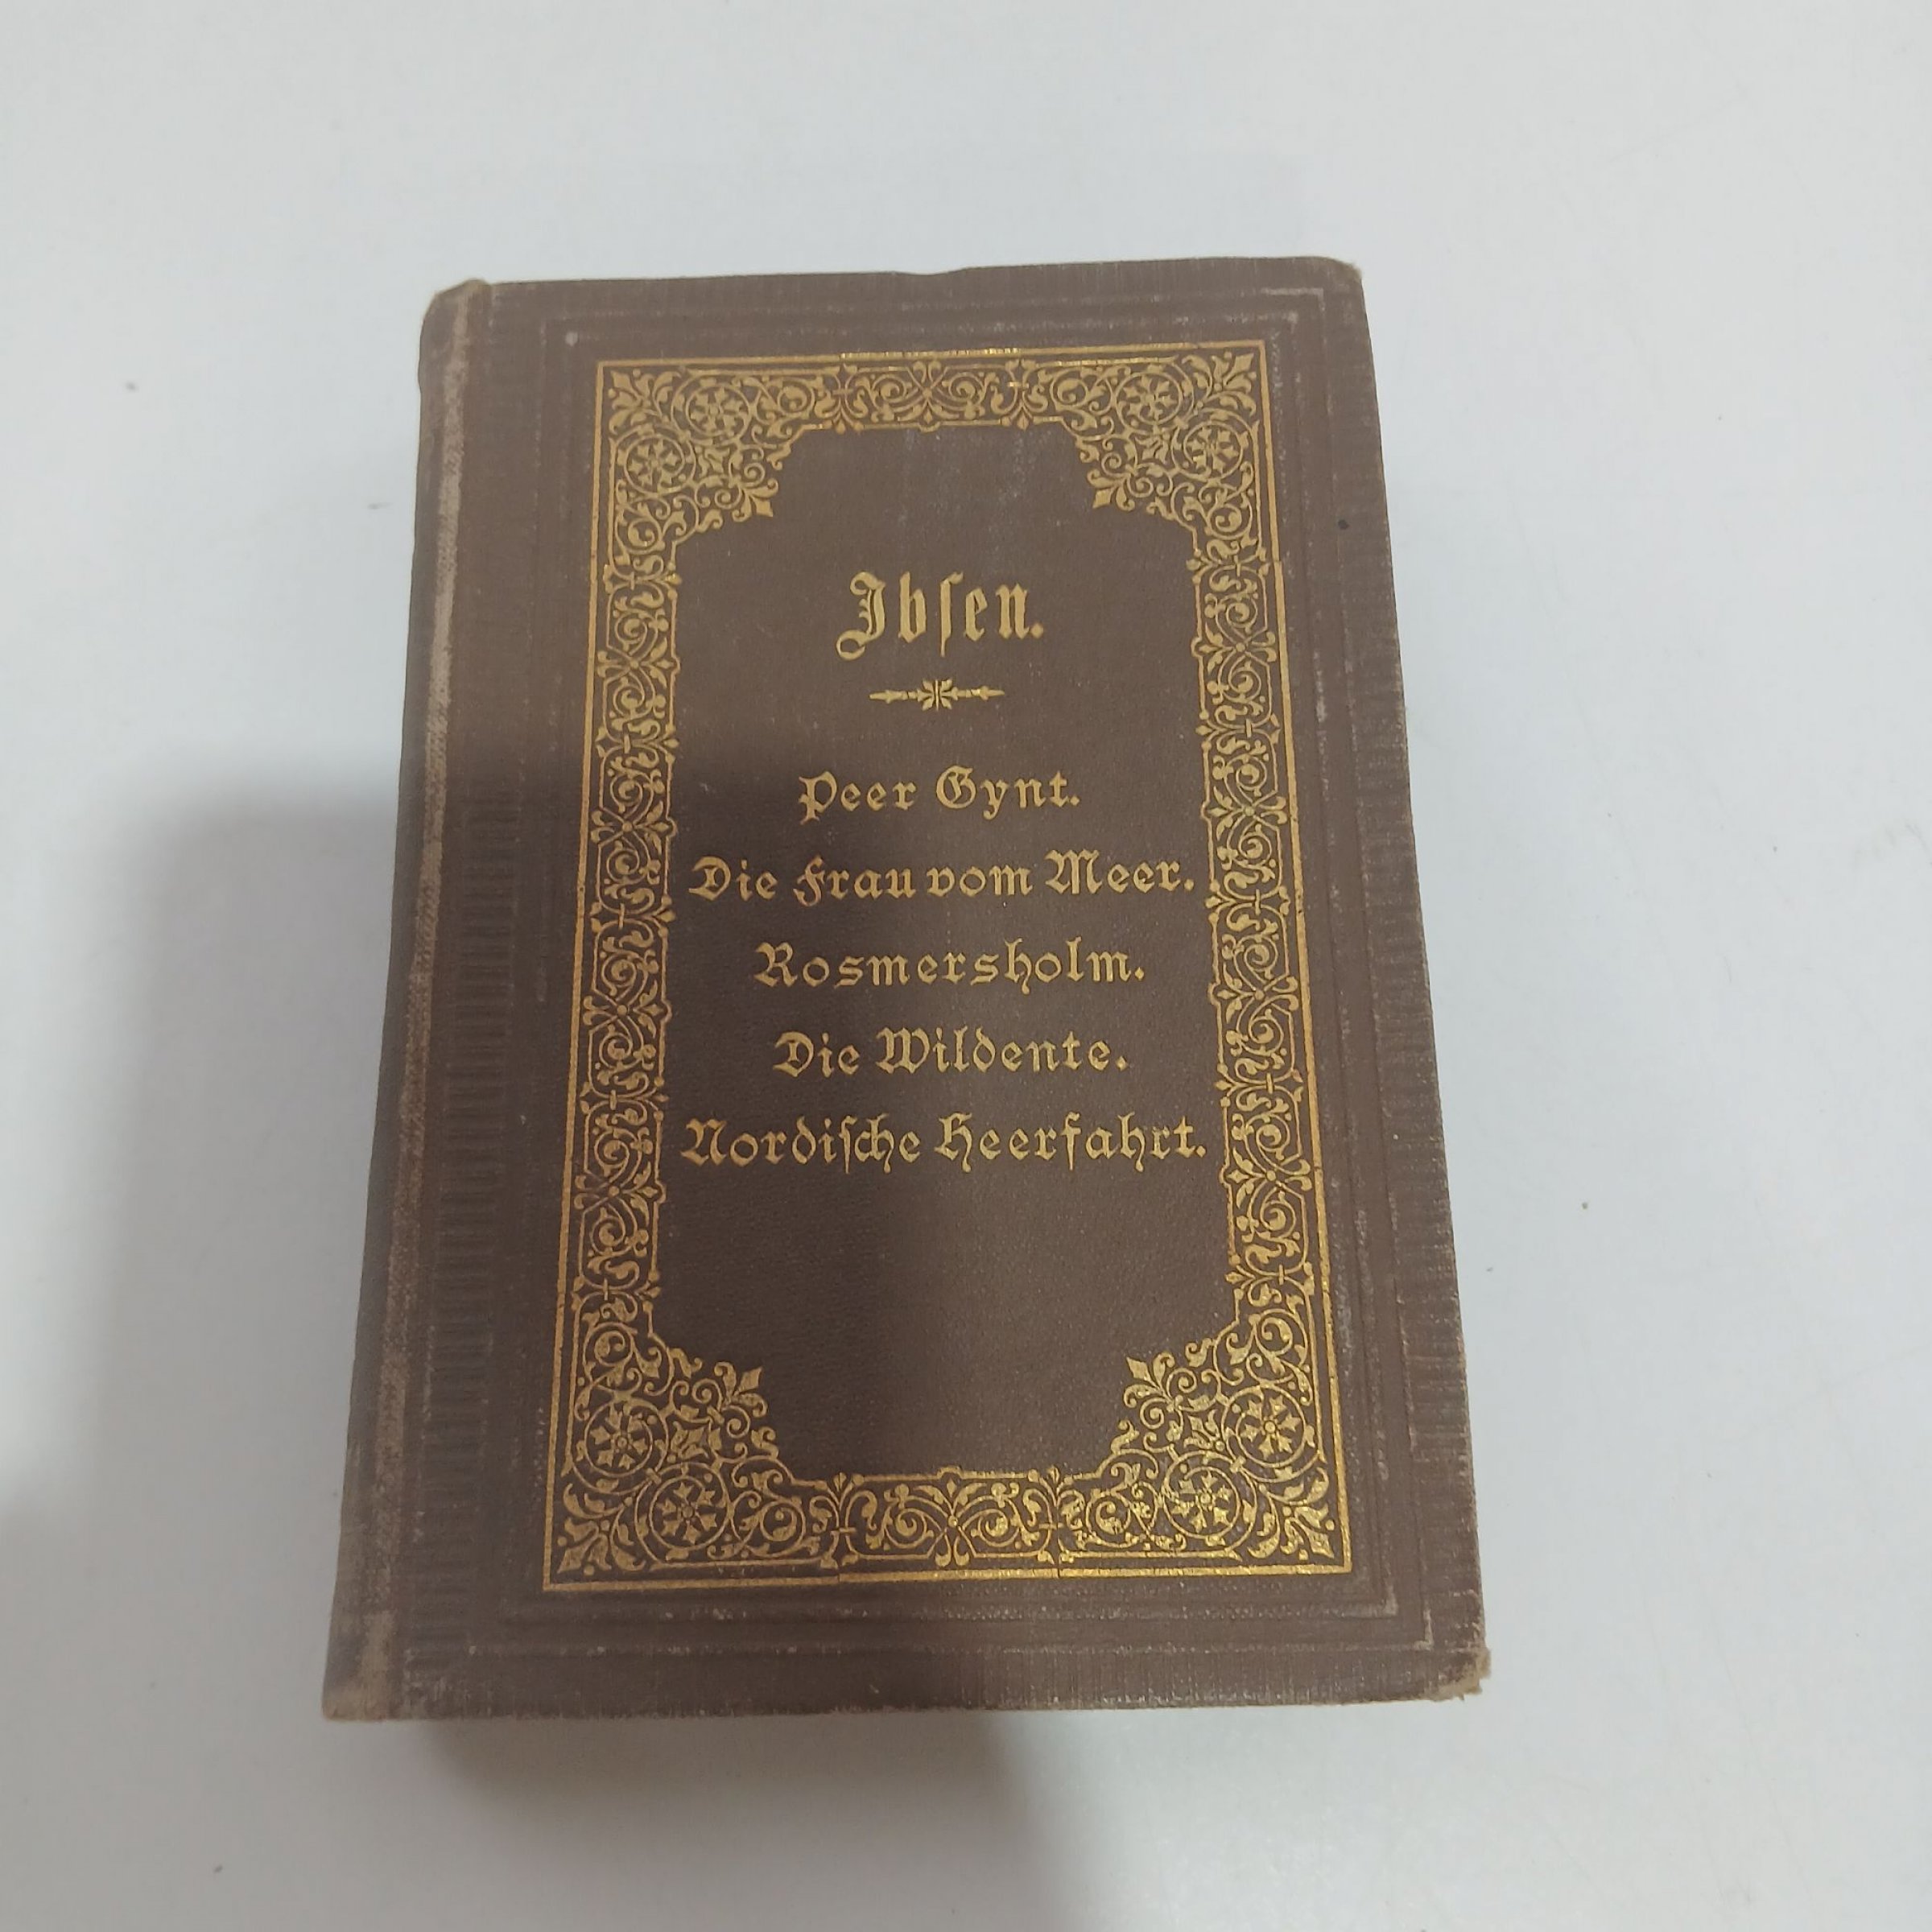 Ibſen.
Peer Gynt.
Die Frau vom Meer.
Rosmersholm.
Die Wildente.
Nordiſche Heerfahrt.